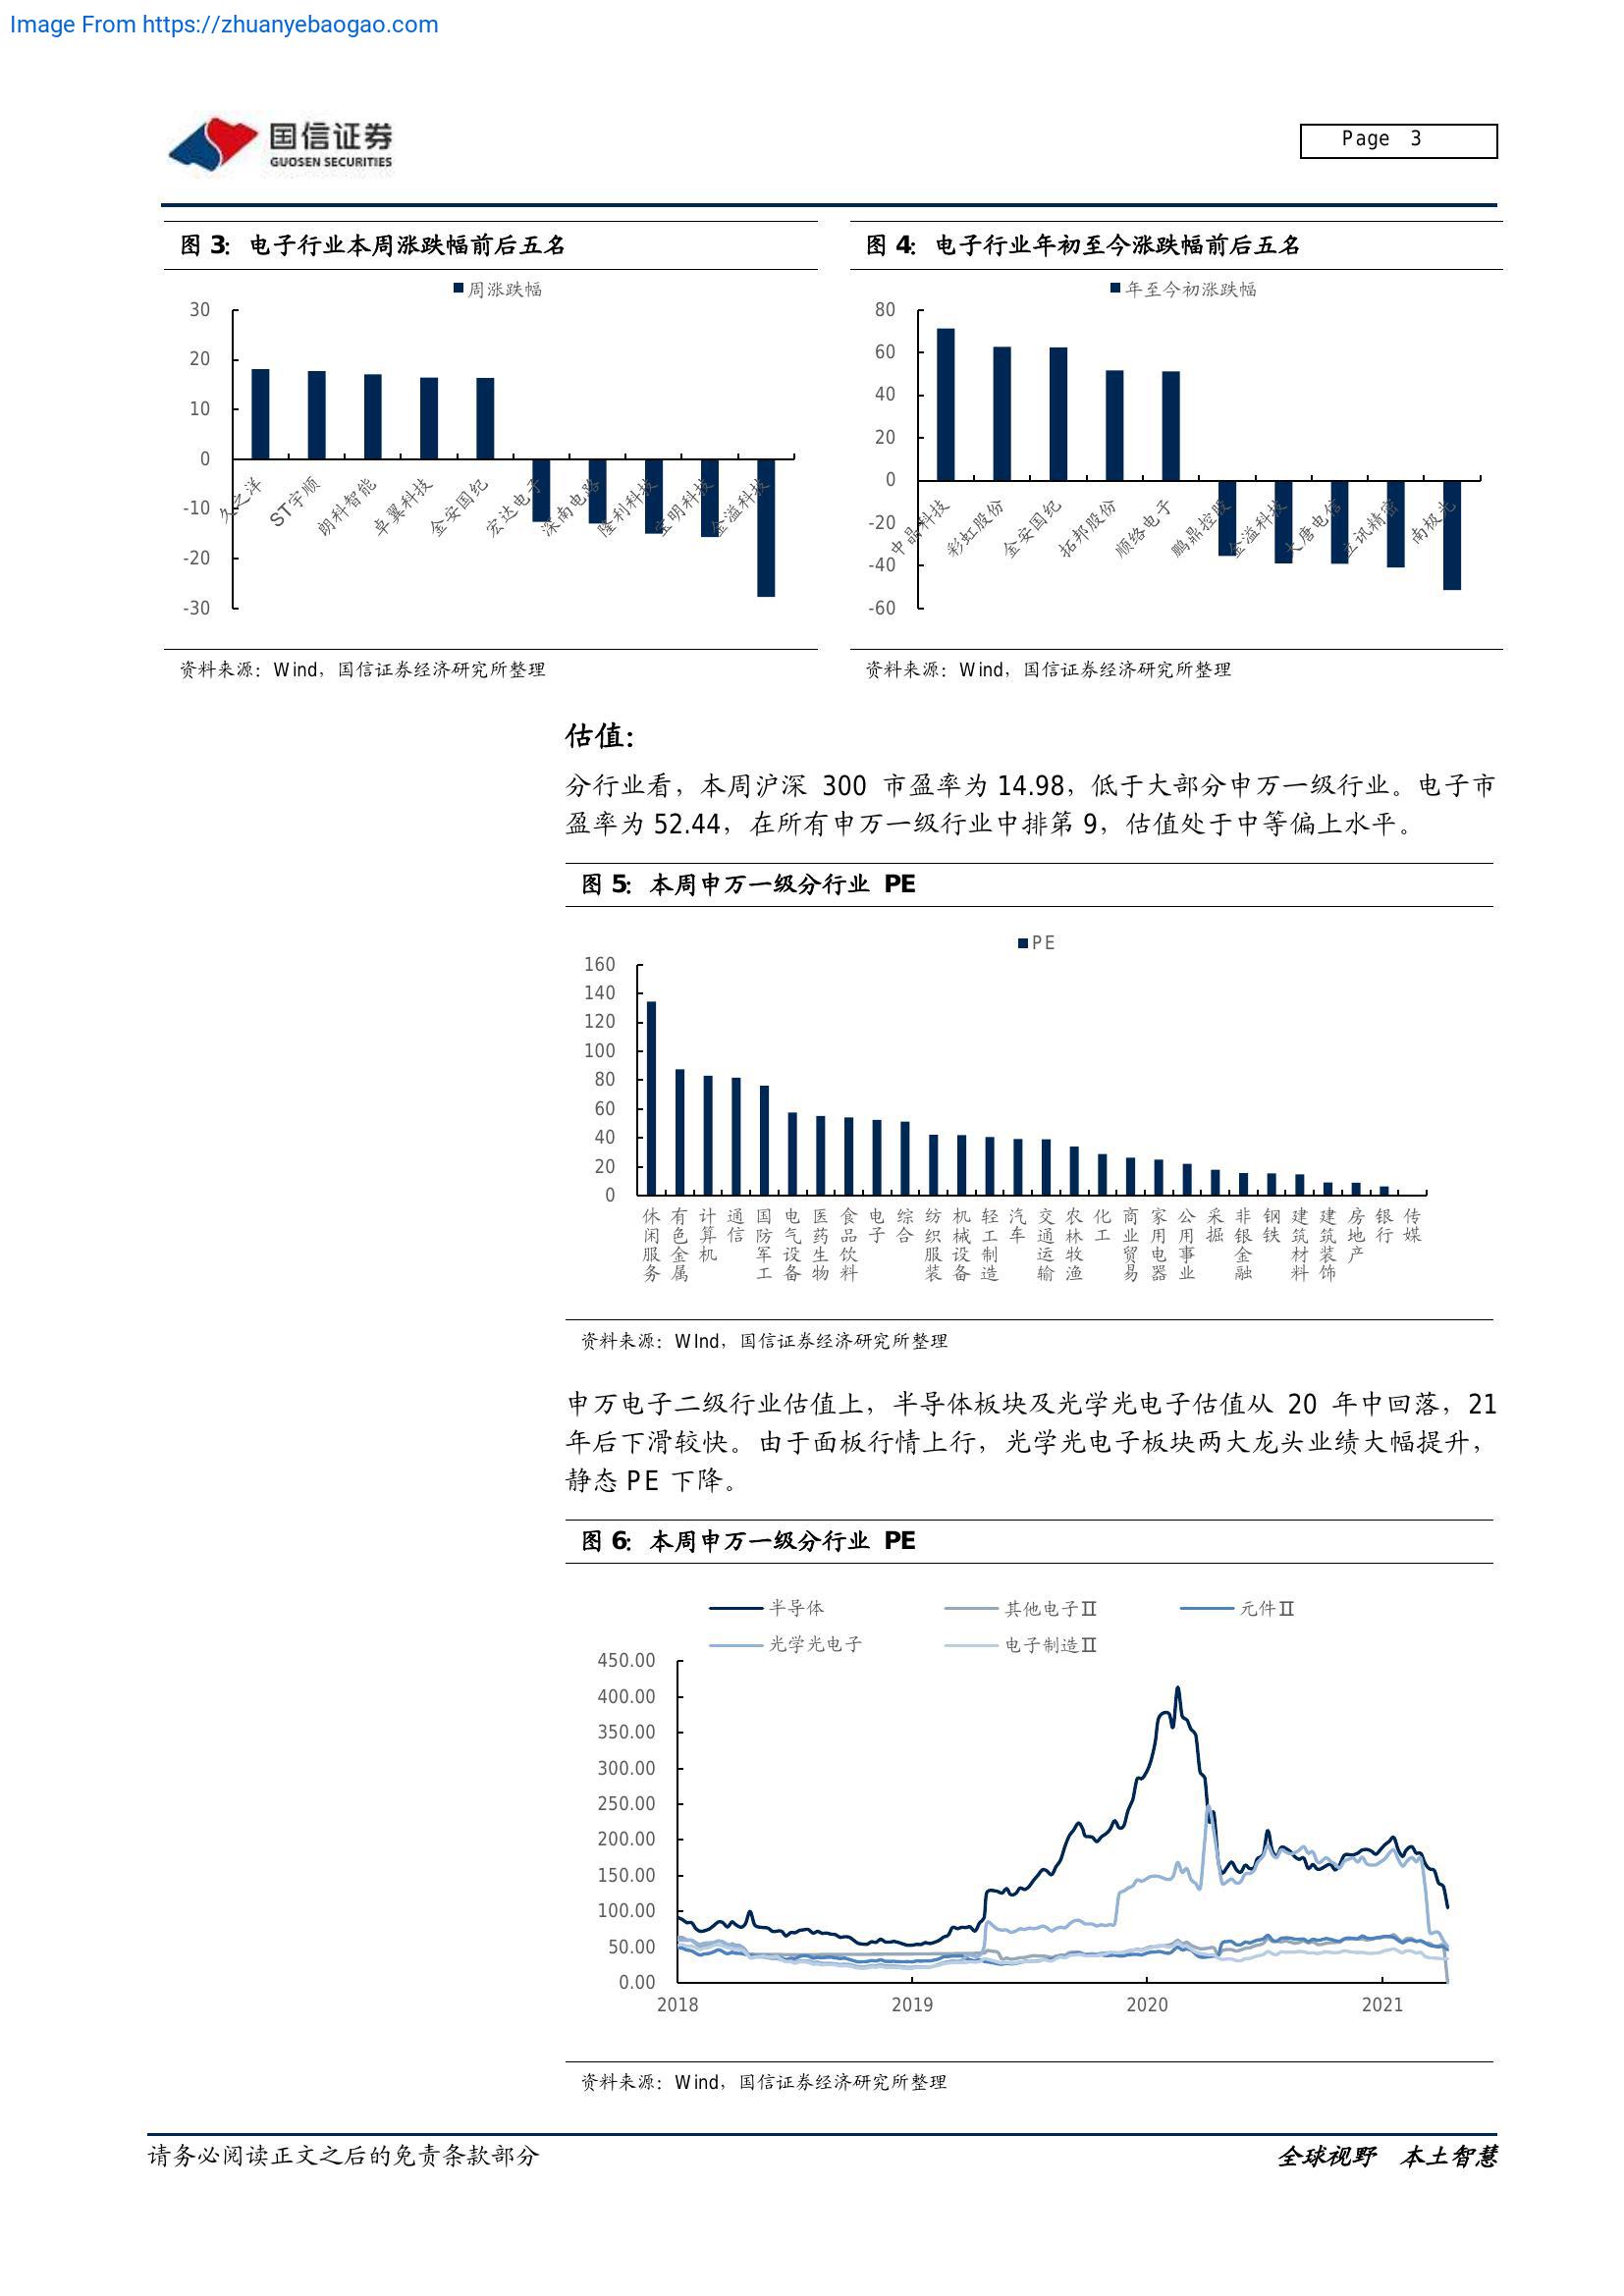 Image From https://zhuanyebaogao.com
国信证券
GUOSEN SECURITIES
Page 3
图 3：电子行业本周涨跌幅前后五名
周涨跌幅
30
20
10
0
-10
-20
-30
久之洋
ST宇顺
朗科智能
卓翼科技
金安国纪
宏达电子
深南电路
隆利科技
宝明科技
金溢科技
资料来源：Wind，国信证券经济研究所整理
图 4：电子行业年初至今涨跌幅前后五名
年至今初涨跌幅
80
60
40
20
0
-20
-40
-60
中晶科技
彩虹股份
金安国纪
拓邦股份
顺络电子
鹏鼎控股
金溢科技
大唐电信
立讯精密
南极光
资料来源：Wind，国信证券经济研究所整理
估值：
分行业看，本周沪深 300 市盈率为 14.98，低于大部分申万一级行业。电子市
盈率为 52.44，在所有申万一级行业中排第 9，估值处于中等偏上水平。
图 5：本周申万一级分行业 PE
PE
160
140
120
100
80
60
40
20
0
休闲服务
有色金属
计算机
通信
国防军工
电气设备
医药生物
食品饮料
电子
综合
纺织服装
机械设备
轻工制造
汽车
交通运输
农林牧渔
化工
商业贸易
家用电器
公用事业
采掘
非银金融
钢铁
建筑材料
建筑装饰
房地产
银行
传媒
资料来源：WInd，国信证券经济研究所整理
申万电子二级行业估值上，半导体板块及光学光电子估值从 20 年中回落，21
年后下滑较快。由于面板行情上行，光学光电子板块两大龙头业绩大幅提升，
静态 PE 下降。
图 6：本周申万一级分行业 PE
半导体
其他电子Ⅱ
元件Ⅱ
光学光电子
电子制造Ⅱ
450.00
400.00
350.00
300.00
250.00
200.00
150.00
100.00
50.00
0.00
2018
2019
2020
2021
资料来源：Wind，国信证券经济研究所整理
请务必阅读正文之后的免责条款部分
全球视野 本土智慧